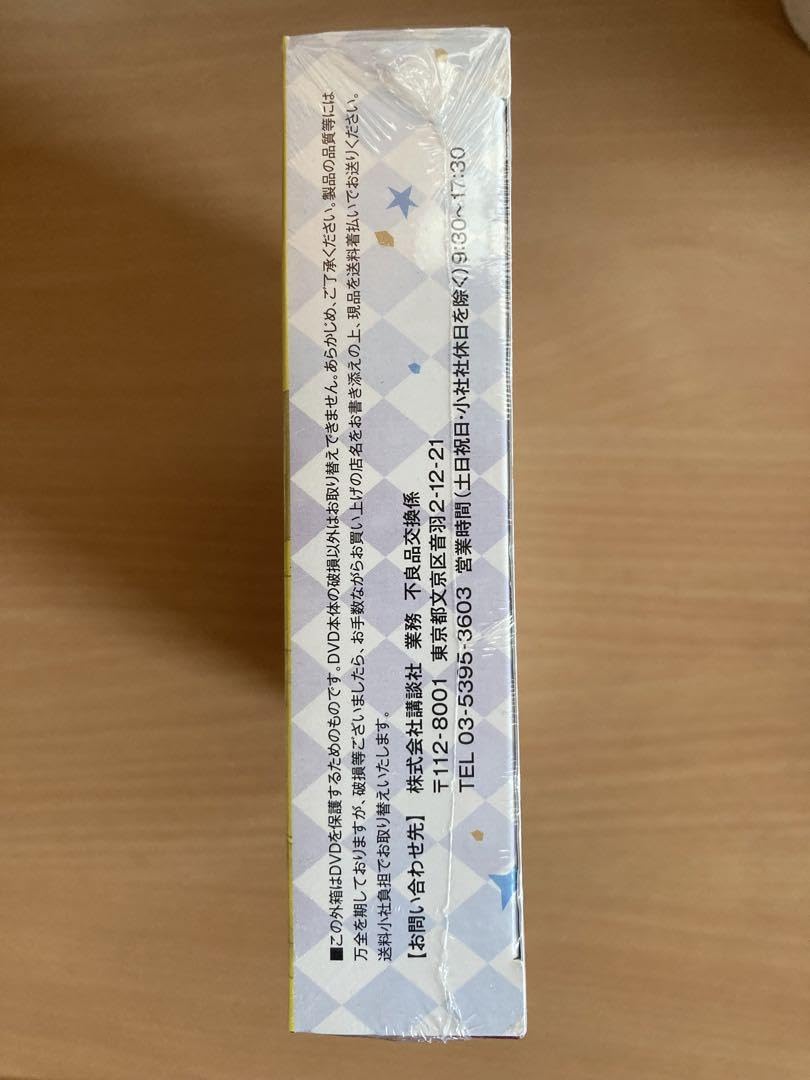 ■この外箱はDVDを保護するためのものです。DVD本体の破損以外はお取り替えできません。あらかじめ、ご了承ください。製品の品質等には
万全を期しておりますが、破損等ございましたら、お手数ながらお買い上げの店名をお書き添えの上、現品を送料着払いでお送りください。
送料小社負担でお取り替えいたします。
【お問い合わせ先】 株式会社講談社 業務 不良品交換係
〒112-8001 東京都文京区音羽2-12-21
TEL 03-5395-3603 営業時間(土日祝日・小社社休日を除く)9:30〜17:30